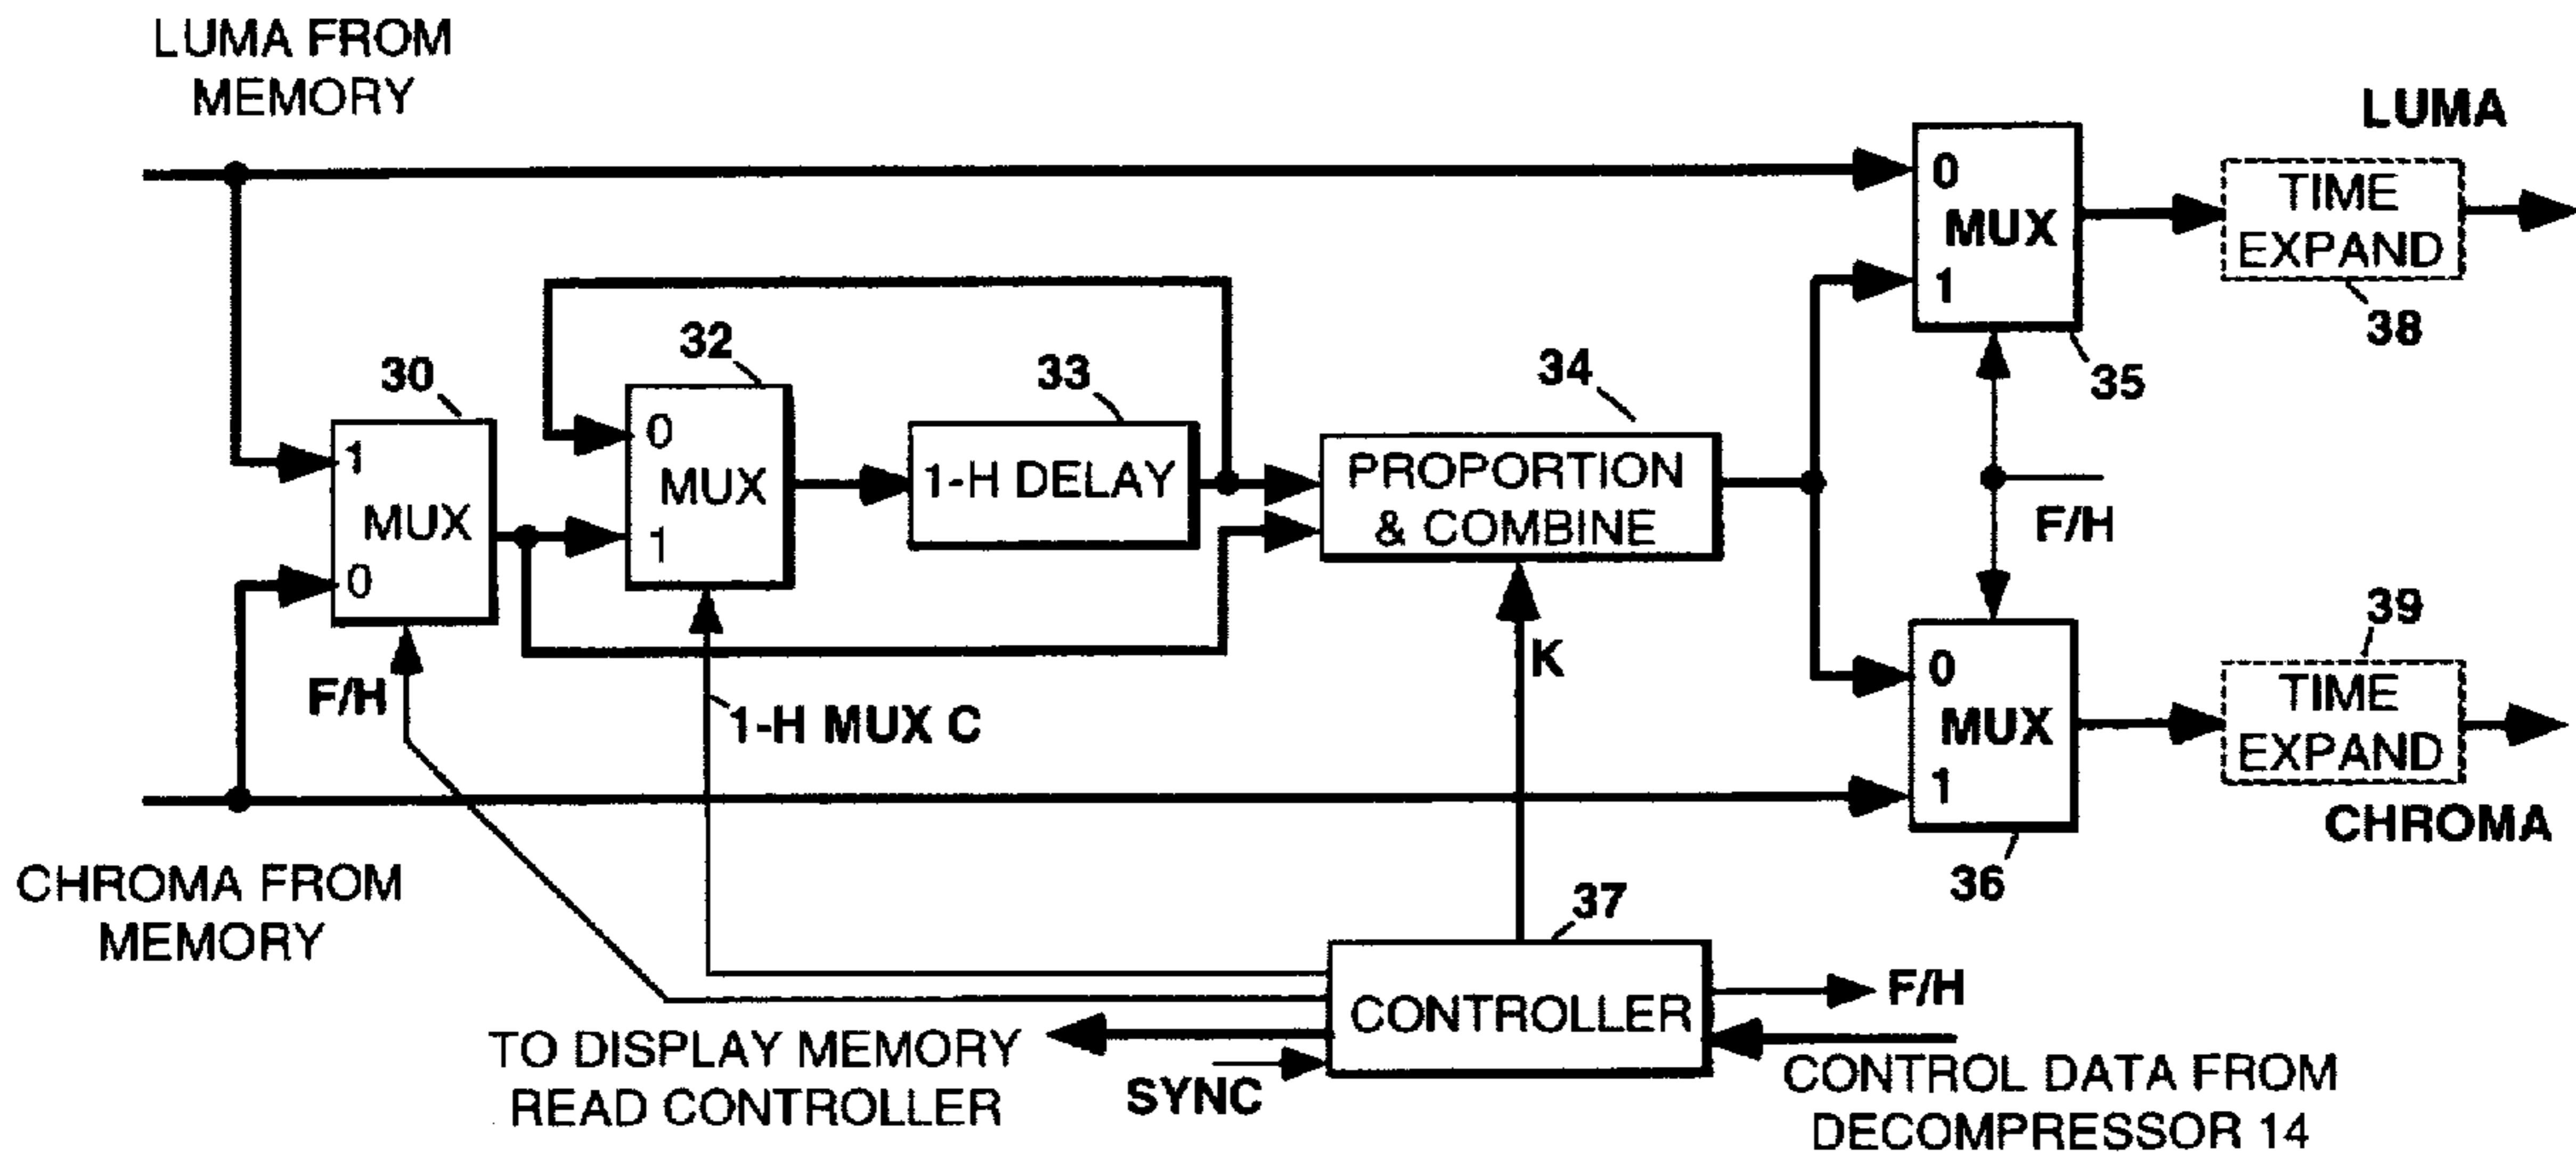 LUMA FROM
MEMORY
LUMA
0
MUX
1
TIME
EXPAND
38
35
32
33
34
30
0
MUX
1
1-H DELAY
PROPORTION
& COMBINE
1
MUX
0
F/H
F/H
K
1-H MUX C
39
0
MUX
1
TIME
EXPAND
CHROMA
36
CHROMA FROM
MEMORY
37
CONTROLLER
F/H
TO DISPLAY MEMORY
READ CONTROLLER
SYNC
CONTROL DATA FROM
DECOMPRESSOR 14